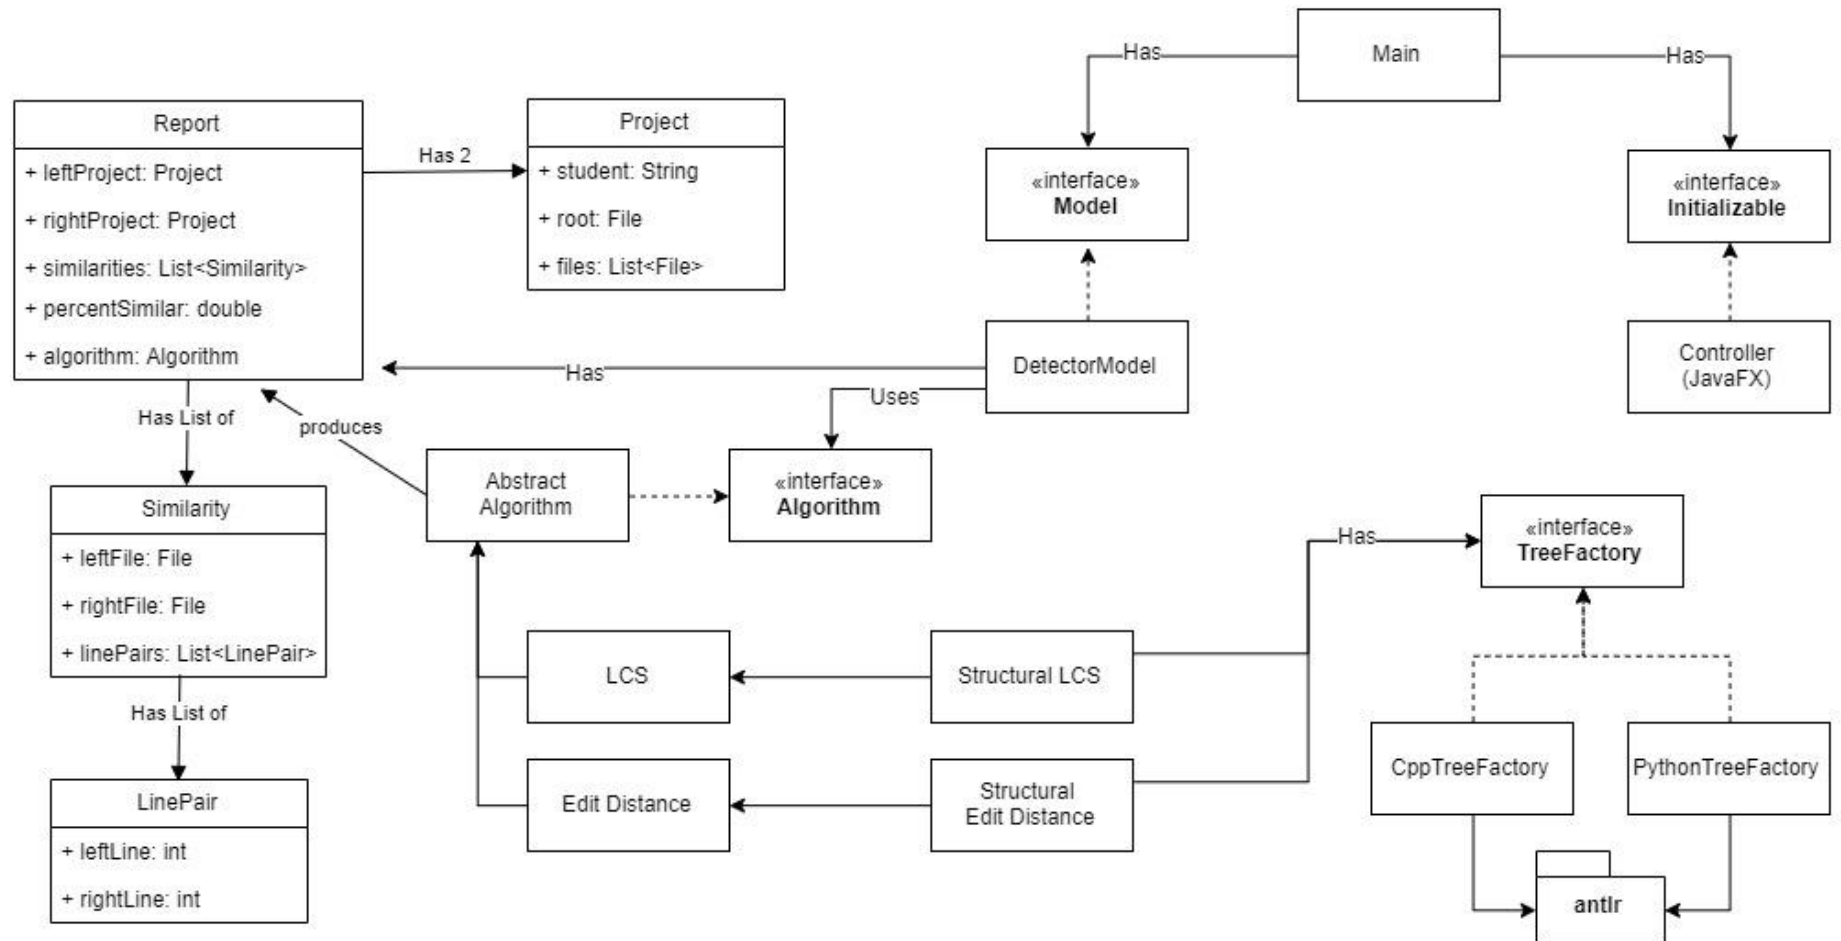 Report
+ leftProject: Project
+ rightProject: Project
+ similarities: List<Similarity>
+ percentSimilar: double
+ algorithm: Algorithm
Has 2
Project
+ student: String
+ root: File
+ files: List<File>
Has
Main
Has
«interface»
Model
«interface»
Initializable
DetectorModel
Controller
(JavaFX)
Has
Uses
Has List of
produces
Abstract
Algorithm
«interface»
Algorithm
Similarity
+ leftFile: File
+ rightFile: File
+ linePairs: List<LinePair>
Has
«interface»
TreeFactory
LCS
Structural LCS
Has List of
Edit Distance
Structural
Edit Distance
CppTreeFactory
PythonTreeFactory
LinePair
+ leftLine: int
+ rightLine: int
antlr